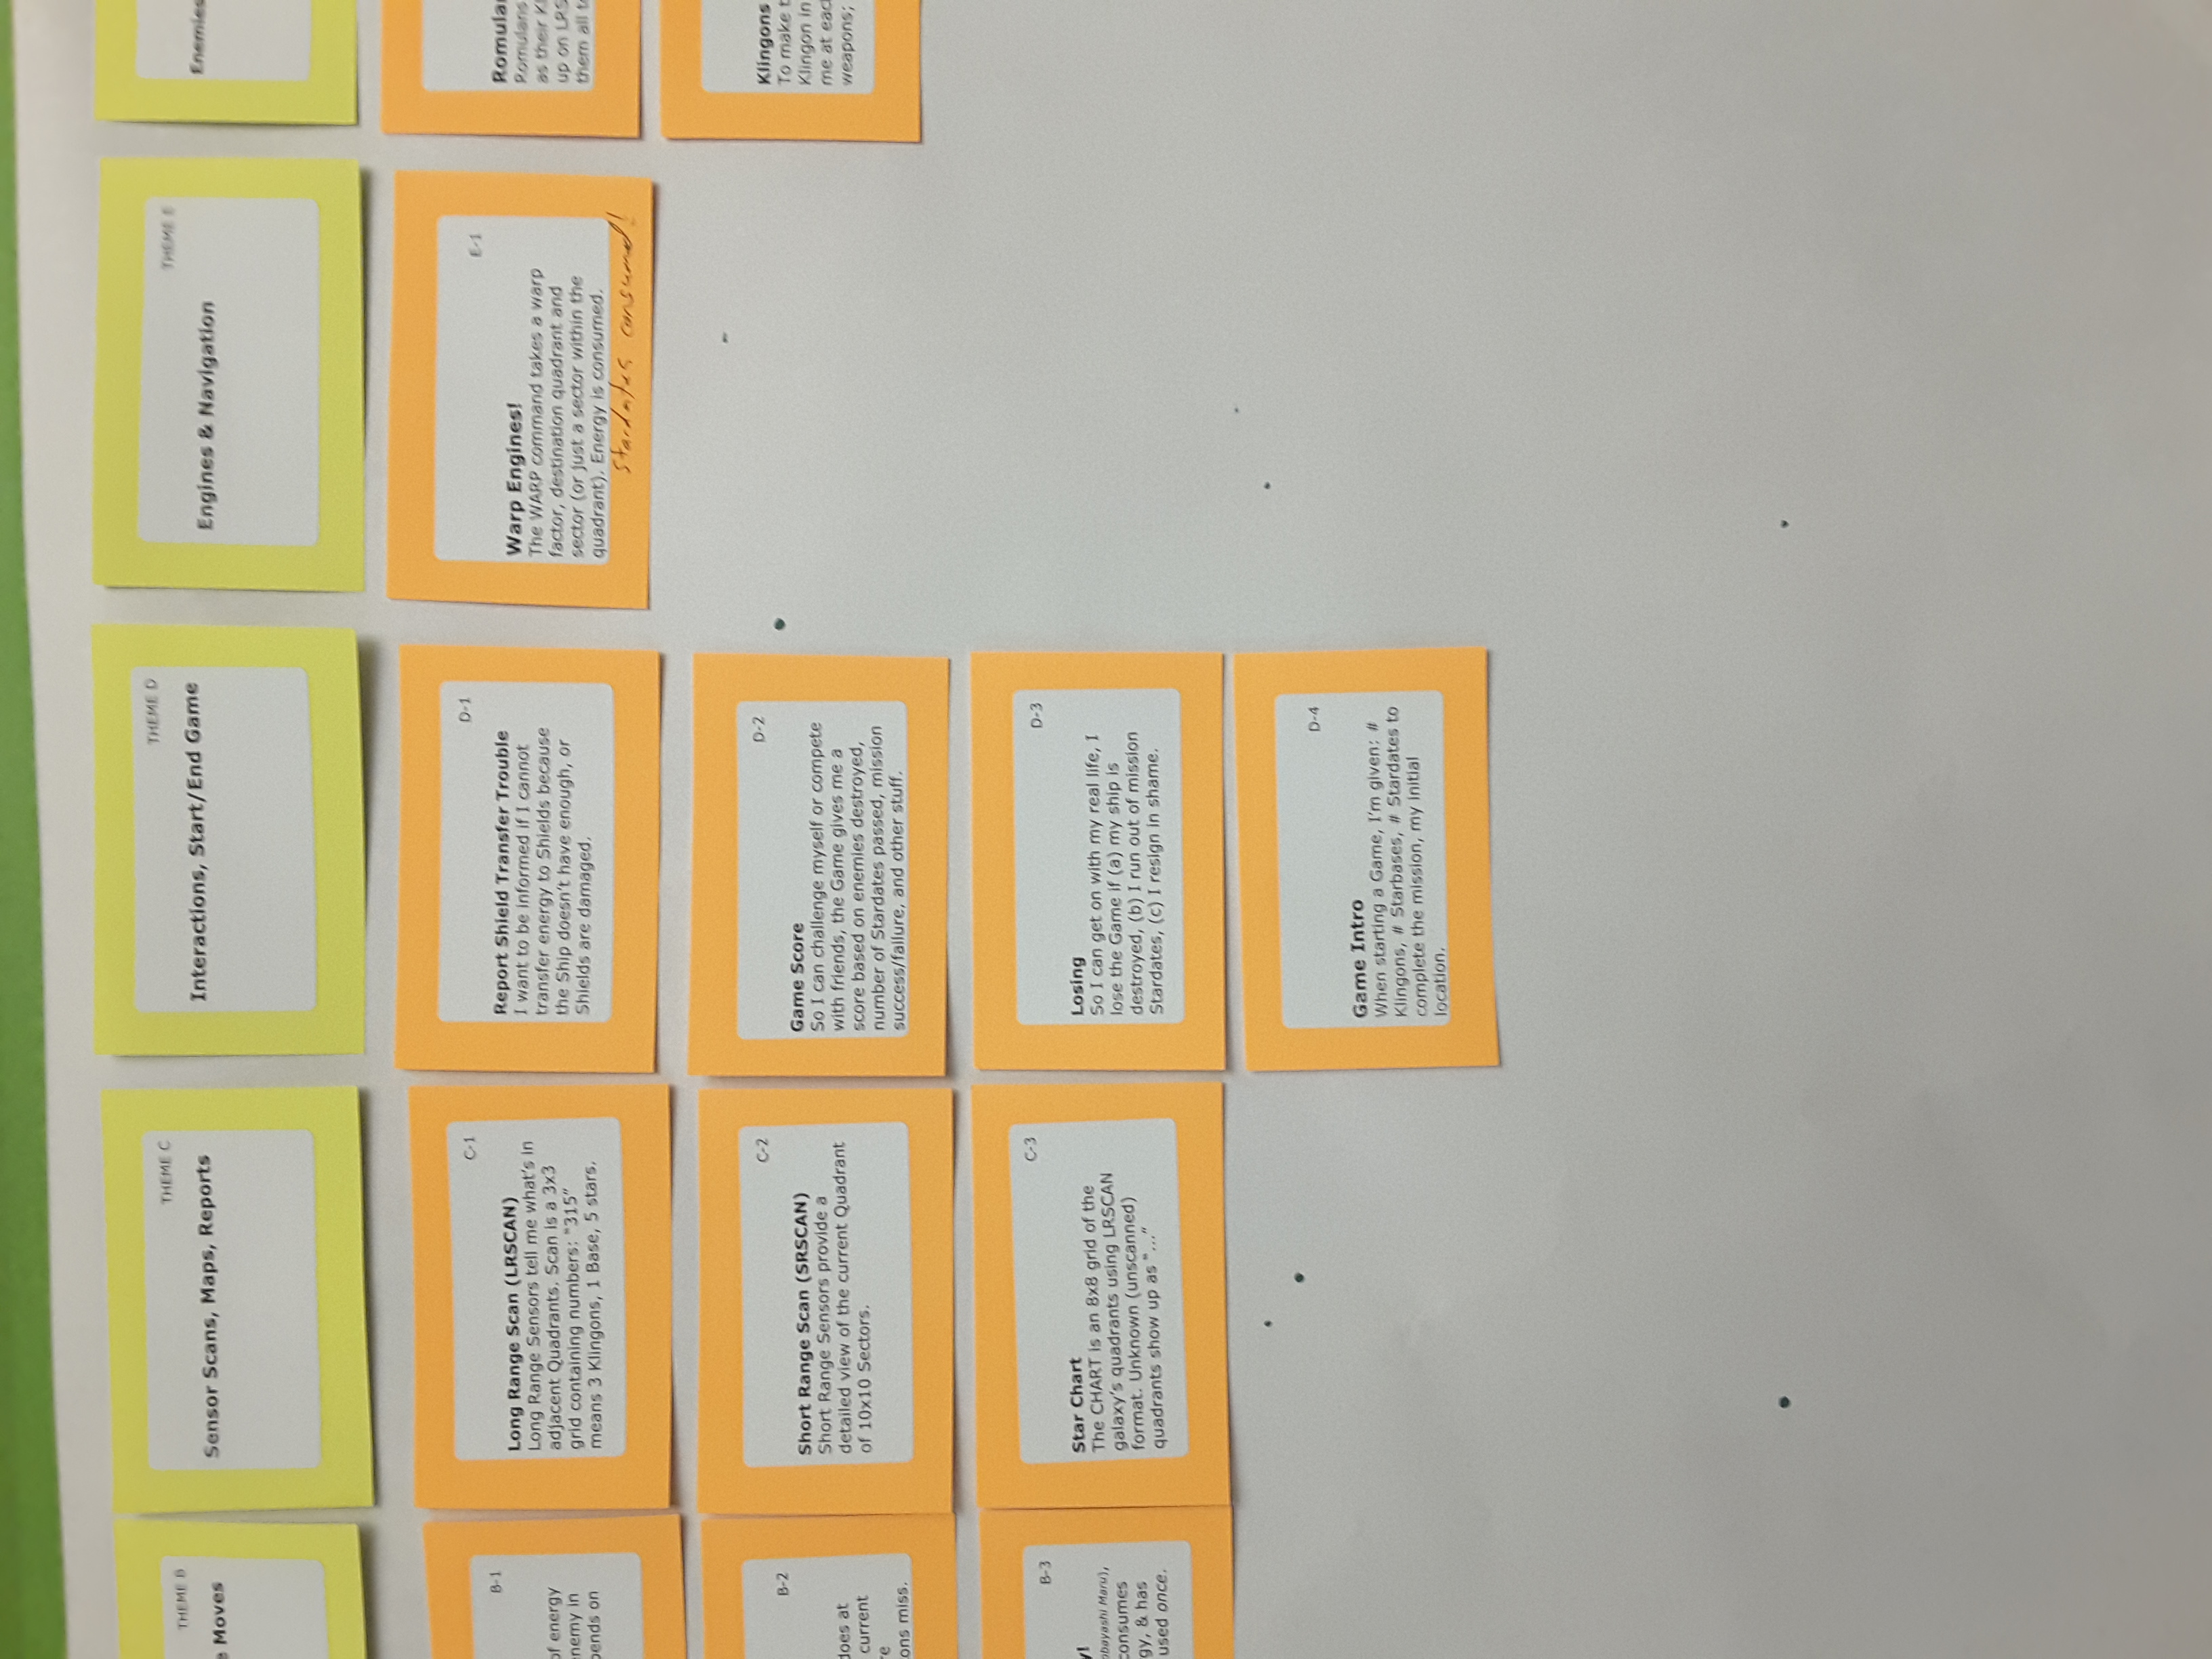 THEME B
Moves
THEME C
Sensor Scans, Maps, Reports
THEME D
Interactions, Start/End Game
THEME E
Engines & Navigation
Enemies
B-1
of energy
enemy in
on
C-1
Long Range Scan (LRSCAN)
Long Range Sensors tell me what's in
adjacent Quadrants. Scan is a 3x3
grid containing numbers: "315"
means 3 Klingons, 1 Base, 5 stars.
D-1
Report Shield Transfer Trouble
I want to be informed if I cannot
transfer energy to Shields because
the Ship doesn't have enough, or
Shields are damaged.
E-1
Warp Engines!
The WARP command takes a warp
factor, destination quadrant and
sector (or just a sector within the
quadrant). Energy is consumed.
Stardates consumed!
Romulans
as their
up on
them all
B-2
does at
current
miss.
C-2
Short Range Scan (SRSCAN)
Short Range Sensors provide a
detailed view of the current Quadrant
of 10x10 Sectors.
D-2
Game Score
So I can challenge myself or compete
with friends, the Game gives me a
score based on enemies destroyed,
number of Stardates passed, mission
success/failure, and other stuff.
Klingons
To make
Klingon in
me at
weapons;
B-3
obayashi Maru),
consumes
gy, & has
used once.
C-3
Star Chart
The CHART is an 8x8 grid of the
galaxy's quadrants using LRSCAN
format. Unknown (unscanned)
quadrants show up as "..."
D-3
Losing
So I can get on with my real life, I
lose the Game if (a) my ship is
destroyed, (b) I run out of mission
Stardates, (c) I resign in shame.
D-4
Game Intro
When starting a Game, I'm given: #
Klingons, # Starbases, # Stardates to
complete the mission, my initial
location.